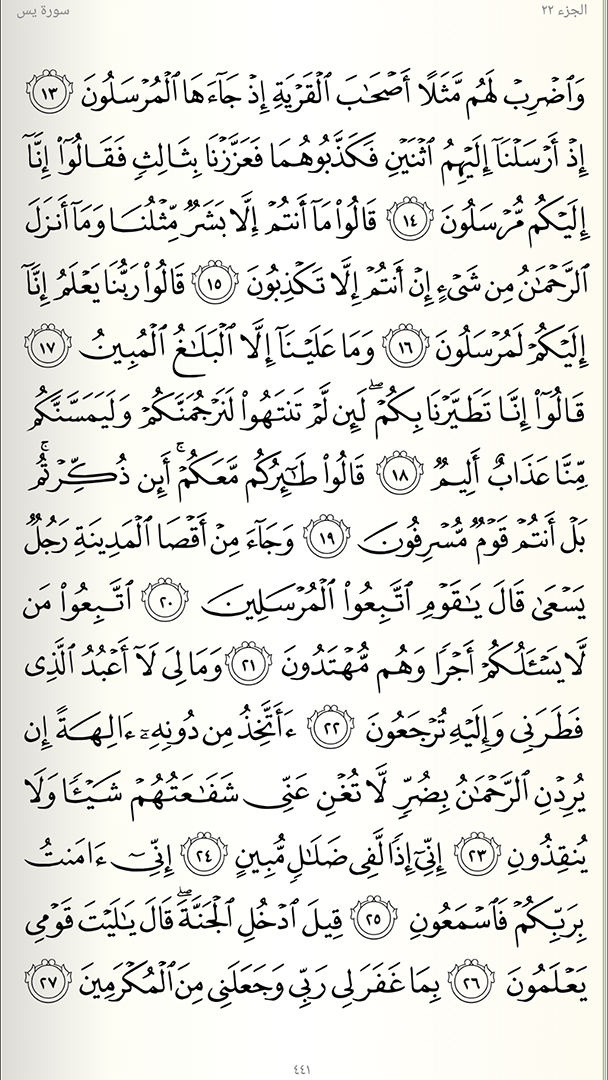 سورة يس
الجزء ٢٢
وَٱضْرِبْ لَهُم مَّثَلًا أَصْحَٰبَ ٱلْقَرْيَةِ إِذْ جَآءَهَا ٱلْمُرْسَلُونَ ١٣
إِذْ أَرْسَلْنَآ إِلَيْهِمُ ٱثْنَيْنِ فَكَذَّبُوهُمَا فَعَزَّزْنَا بِثَالِثٍ فَقَالُوٓا۟ إِنَّآ
إِلَيْكُم مُّرْسَلُونَ ١٤ قَالُوا۟ مَآ أَنتُمْ إِلَّا بَشَرٌ مِّثْلُنَا وَمَآ أَنزَلَ
ٱلرَّحْمَٰنُ مِن شَىْءٍ إِنْ أَنتُمْ إِلَّا تَكْذِبُونَ ١٥ قَالُوا۟ رَبُّنَا يَعْلَمُ إِنَّآ
إِلَيْكُمْ لَمُرْسَلُونَ ١٦ وَمَا عَلَيْنَآ إِلَّا ٱلْبَلَٰغُ ٱلْمُبِينُ ١٧
قَالُوٓا۟ إِنَّا تَطَيَّرْنَا بِكُمْ ۖ لَئِن لَّمْ تَنتَهُوا۟ لَنَرْجُمَنَّكُمْ وَلَيَمَسَّنَّكُم
مِّنَّا عَذَابٌ أَلِيمٌ ١٨ قَالُوا۟ طَٰٓئِرُكُم مَّعَكُمْ ۚ أَئِن ذُكِّرْتُم ۚ
بَلْ أَنتُمْ قَوْمٌ مُّسْرِفُونَ ١٩ وَجَآءَ مِنْ أَقْصَا ٱلْمَدِينَةِ رَجُلٌ
يَسْعَىٰ قَالَ يَٰقَوْمِ ٱتَّبِعُوا۟ ٱلْمُرْسَلِينَ ٢٠ ٱتَّبِعُوا۟ مَن
لَّا يَسْـَٔلُكُمْ أَجْرًا وَهُم مُّهْتَدُونَ ٢١ وَمَا لِىَ لَآ أَعْبُدُ ٱلَّذِى
فَطَرَنِى وَإِلَيْهِ تُرْجَعُونَ ٢٢ ءَأَتَّخِذُ مِن دُونِهِۦٓ ءَالِهَةً إِن
يُرِدْنِ ٱلرَّحْمَٰنُ بِضُرٍّ لَّا تُغْنِ عَنِّى شَفَٰعَتُهُمْ شَيْـًٔا وَلَا
يُنقِذُونِ ٢٣ إِنِّىٓ إِذًا لَّفِى ضَلَٰلٍ مُّبِينٍ ٢٤ إِنِّىٓ ءَامَنتُ
بِرَبِّكُمْ فَٱسْمَعُونِ ٢٥ قِيلَ ٱدْخُلِ ٱلْجَنَّةَ ۖ قَالَ يَٰلَيْتَ قَوْمِى
يَعْلَمُونَ ٢٦ بِمَا غَفَرَ لِى رَبِّى وَجَعَلَنِى مِنَ ٱلْمُكْرَمِينَ ٢٧
٤٤١